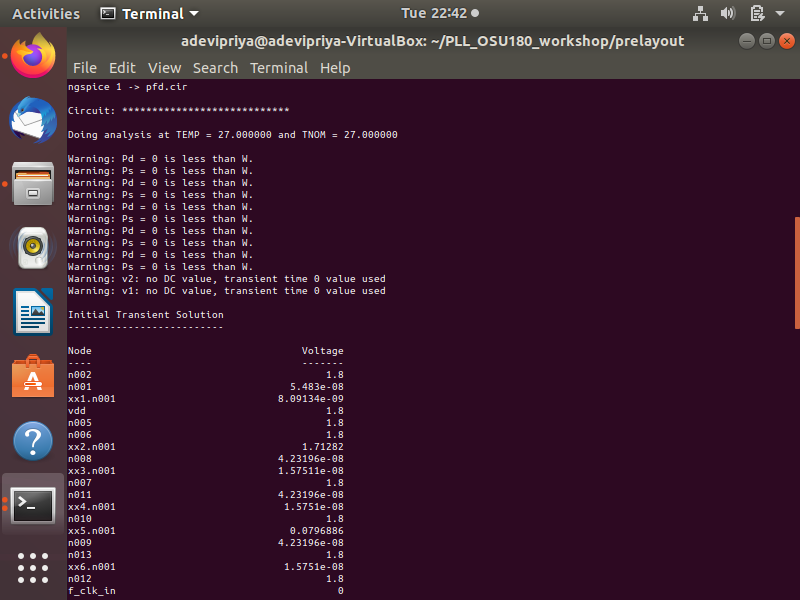 Activities Terminal Tue 22:42
adevipriya@adevipriya-VirtualBox: ~/PLL_OSU180_workshop/prelayout
File Edit View Search Terminal Help
ngspice 1 -> pfd.cir
Circuit: ****************************
Doing analysis at TEMP = 27.000000 and TNOM = 27.000000
Warning: Pd = 0 is less than W.
Warning: Ps = 0 is less than W.
Warning: Pd = 0 is less than W.
Warning: Ps = 0 is less than W.
Warning: Pd = 0 is less than W.
Warning: Ps = 0 is less than W.
Warning: Pd = 0 is less than W.
Warning: Ps = 0 is less than W.
Warning: Pd = 0 is less than W.
Warning: Ps = 0 is less than W.
Warning: v2: no DC value, transient time 0 value used
Warning: v1: no DC value, transient time 0 value used
Initial Transient Solution
--------------------------
Node Voltage
---- -------
n002 1.8
n001 5.483e-08
xx1.n001 8.09134e-09
vdd 1.8
n005 1.8
n006 1.8
xx2.n001 1.71282
n008 4.23196e-08
xx3.n001 1.57511e-08
n007 1.8
n011 4.23196e-08
xx4.n001 1.5751e-08
n010 1.8
xx5.n001 0.0796886
n009 4.23196e-08
n013 1.8
xx6.n001 1.5751e-08
n012 1.8
f_clk_in 0